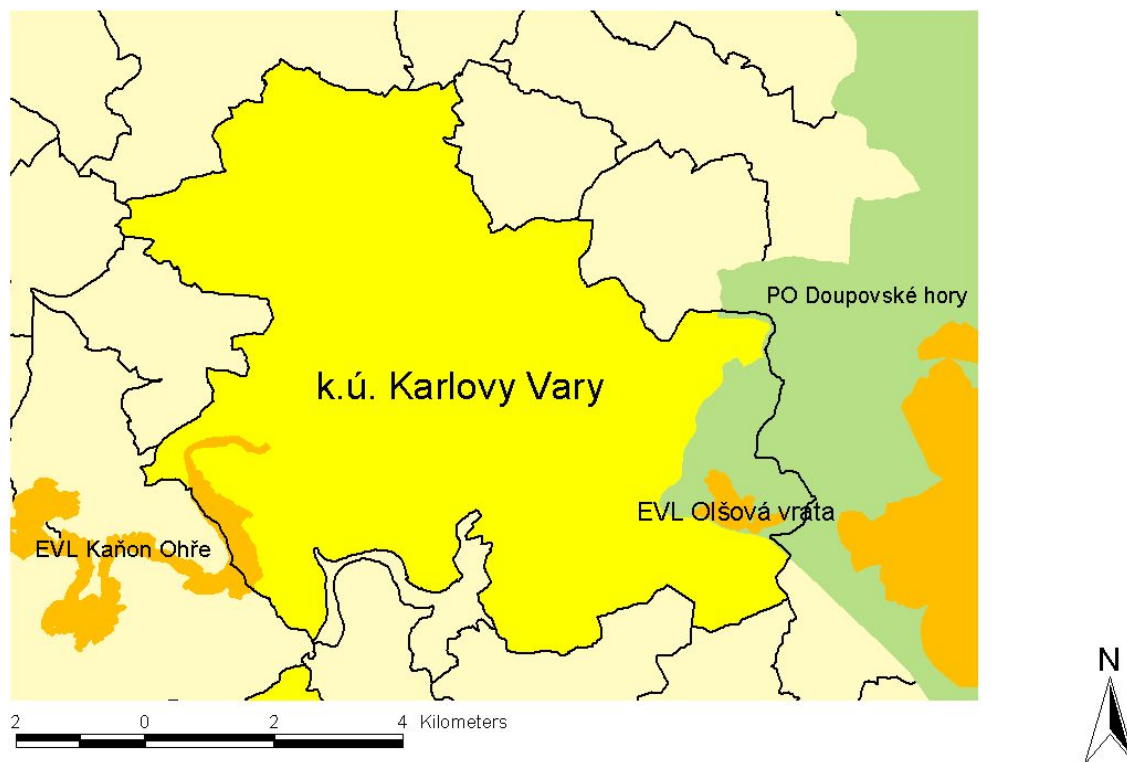 PO Doupovské hory
k.ú. Karlovy Vary
EVL Olšová vrata
EVL Kaňon Ohře
2 0 2 4 Kilometers
N